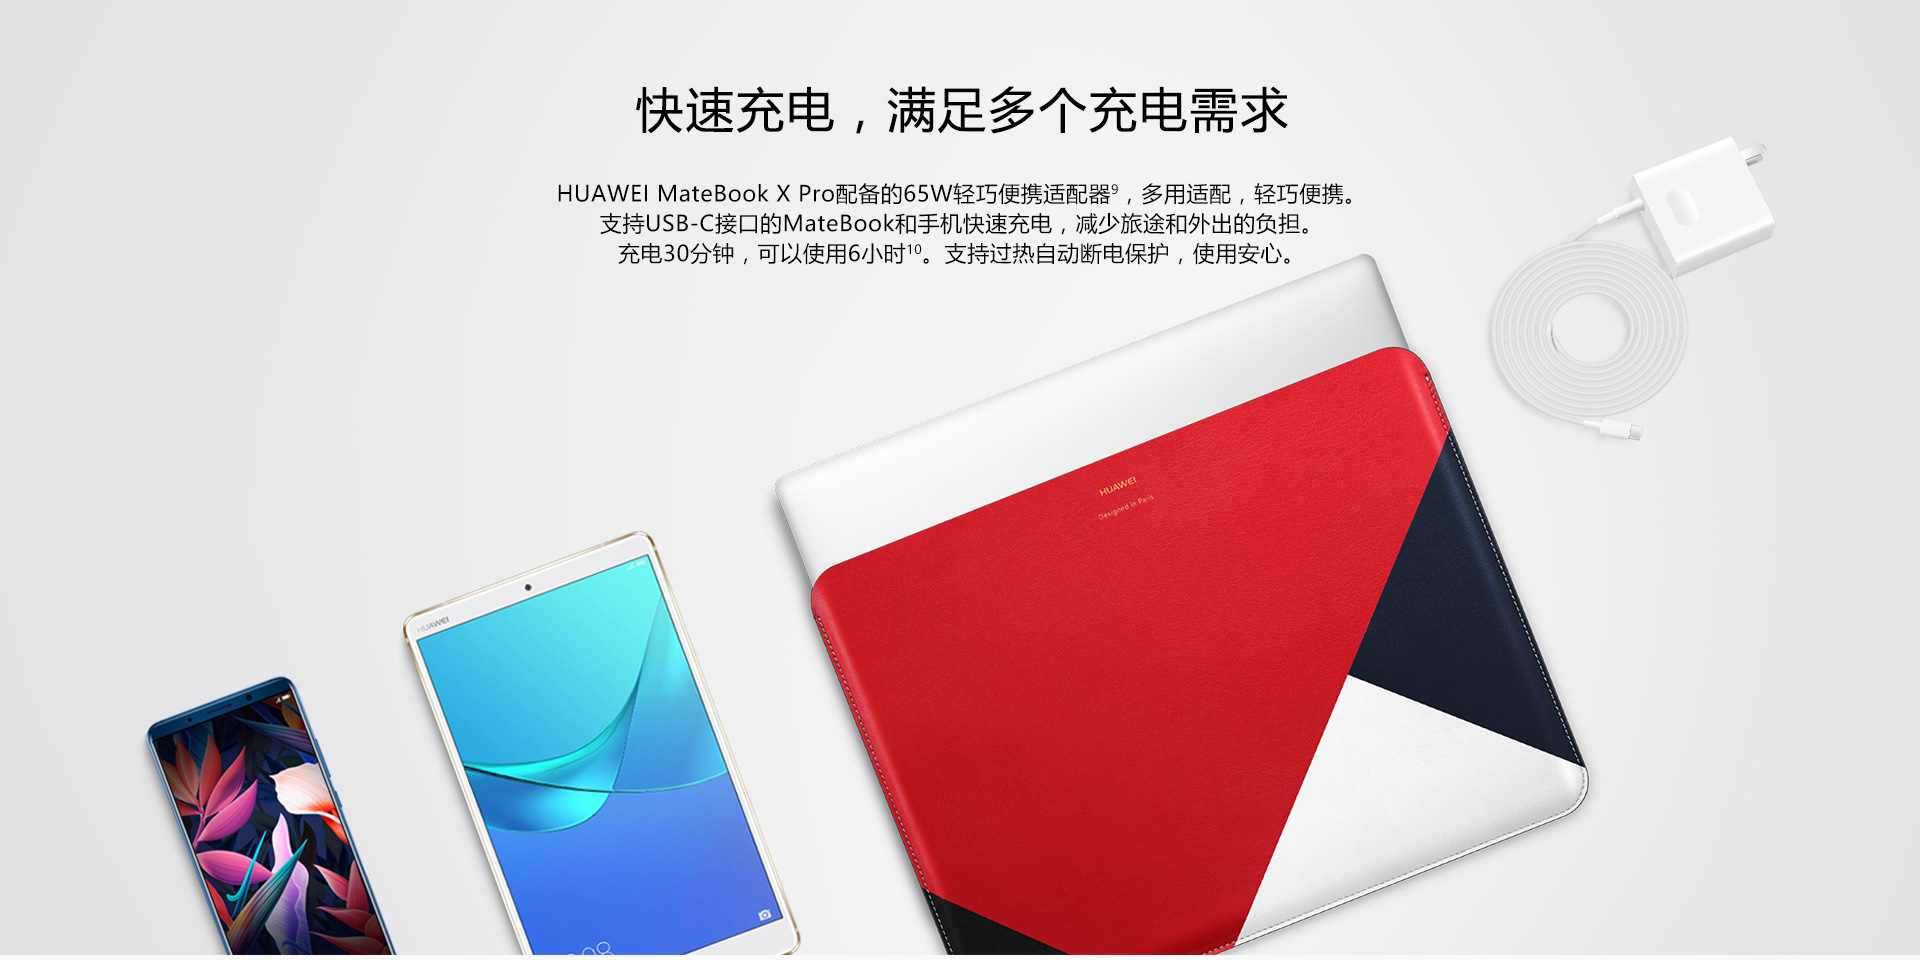 快速充电，满足多个充电需求
HUAWEI MateBook X Pro配备的65W轻巧便携适配器9，多用适配，轻巧便携。
支持USB-C接口的MateBook和手机快速充电，减少旅途和外出的负担。
充电30分钟，可以使用6小时10。支持过热自动断电保护，使用安心。
HUAWEI
Designed in Paris
HUAWEI